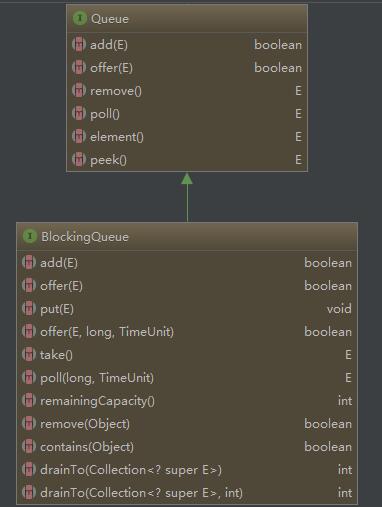 I Queue
m add(E) boolean
m offer(E) boolean
m remove() E
m poll() E
m element() E
m peek() E
I BlockingQueue
m add(E) boolean
m offer(E) boolean
m put(E) void
m offer(E, long, TimeUnit) boolean
m take() E
m poll(long, TimeUnit) E
m remainingCapacity() int
m remove(Object) boolean
m contains(Object) boolean
m drainTo(Collection<? super E>) int
m drainTo(Collection<? super E>, int) int